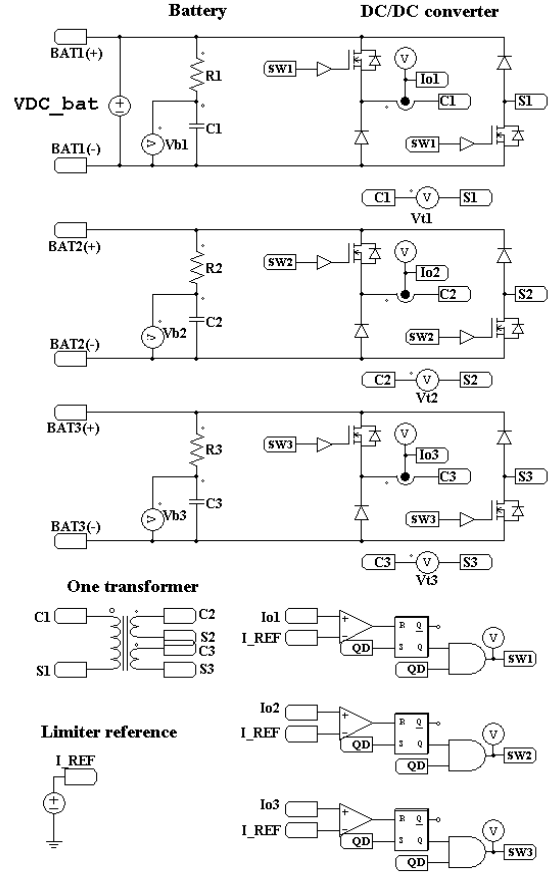 Battery
DC/DC converter
BAT1(+)
V
SW1
Io1
R1
VDC_bat
C1
C1
S1
V
Vb1
SW1
BAT1(-)
C1
V
S1
Vt1
BAT2(+)
V
SW2
Io2
R2
C2
C2
S2
V
Vb2
SW2
BAT2(-)
C2
V
S2
Vt2
BAT3(+)
V
SW3
Io3
R3
C3
C3
S3
V
Vb3
SW3
BAT3(-)
C3
V
S3
Vt3
One transformer
C1
C2
S2
C3
S1
S3
Io1
I_REF
QD
R Q
S Q
QD
V
SW1
Limiter reference
I_REF
Io2
I_REF
QD
R Q
S Q
QD
V
SW2
Io3
I_REF
QD
R Q
S Q
QD
V
SW3